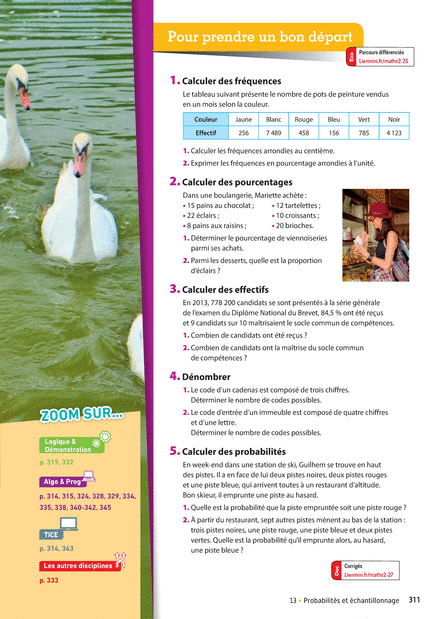 Pour prendre un bon départ
Exo
Parcours différenciés
Lienmini.fr/maths2-25
1. Calculer des fréquences
Le tableau suivant présente le nombre de pots de peinture vendus
en un mois selon la couleur.
Couleur Jaune Blanc Rouge Bleu Vert Noir
Effectif 256 7 489 458 156 785 4 123
1. Calculer les fréquences arrondies au centième.
2. Exprimer les fréquences en pourcentage arrondies à l'unité.
2. Calculer des pourcentages
Dans une boulangerie, Mariette achète :
• 15 pains au chocolat ; • 12 tartelettes ;
• 22 éclairs ; • 10 croissants ;
• 8 pains aux raisins ; • 20 brioches.
1. Déterminer le pourcentage de viennoiseries
parmi ses achats.
2. Parmi les desserts, quelle est la proportion
d'éclairs ?
3. Calculer des effectifs
En 2013, 778 200 candidats se sont présentés à la série générale
de l'examen du Diplôme National du Brevet, 84,5 % ont été reçus
et 9 candidats sur 10 maîtrisaient le socle commun de compétences.
1. Combien de candidats ont été reçus ?
2. Combien de candidats ont la maîtrise du socle commun
de compétences ?
4. Dénombrer
1. Le code d'un cadenas est composé de trois chiffres.
Déterminer le nombre de codes possibles.
2. Le code d'entrée d'un immeuble est composé de quatre chiffres
et d'une lettre.
Déterminer le nombre de codes possibles.
5. Calculer des probabilités
En week-end dans une station de ski, Guilhem se trouve en haut
des pistes. Il a en face de lui deux pistes noires, deux pistes rouges
et une piste bleue, qui arrivent toutes à un restaurant d'altitude.
Bon skieur, il emprunte une piste au hasard.
1. Quelle est la probabilité que la piste empruntée soit une piste rouge ?
2. À partir du restaurant, sept autres pistes mènent au bas de la station :
trois pistes noires, une piste rouge, une piste bleue et deux pistes
vertes. Quelle est la probabilité qu'il emprunte alors, au hasard,
une piste bleue ?
Doc
Corrigés
Lienmini.fr/maths2-27
ZOOM SUR...
Logique &
Démonstration
p. 319, 332
Algo & Prog
p. 314, 315, 324, 328, 329, 334,
335, 338, 340-342, 345
TICE
p. 314, 343
Les autres disciplines
p. 333
13 • Probabilités et échantillonnage 311